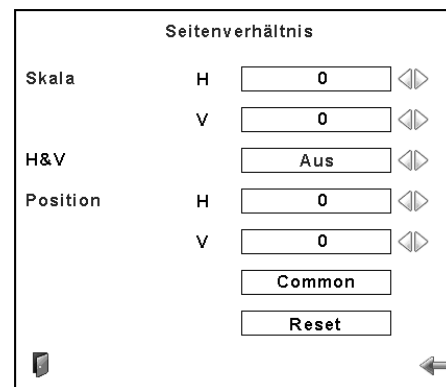 Seitenverhältnis
Skala H 0
V 0
H&V Aus
Position H 0
V 0
Common
Reset